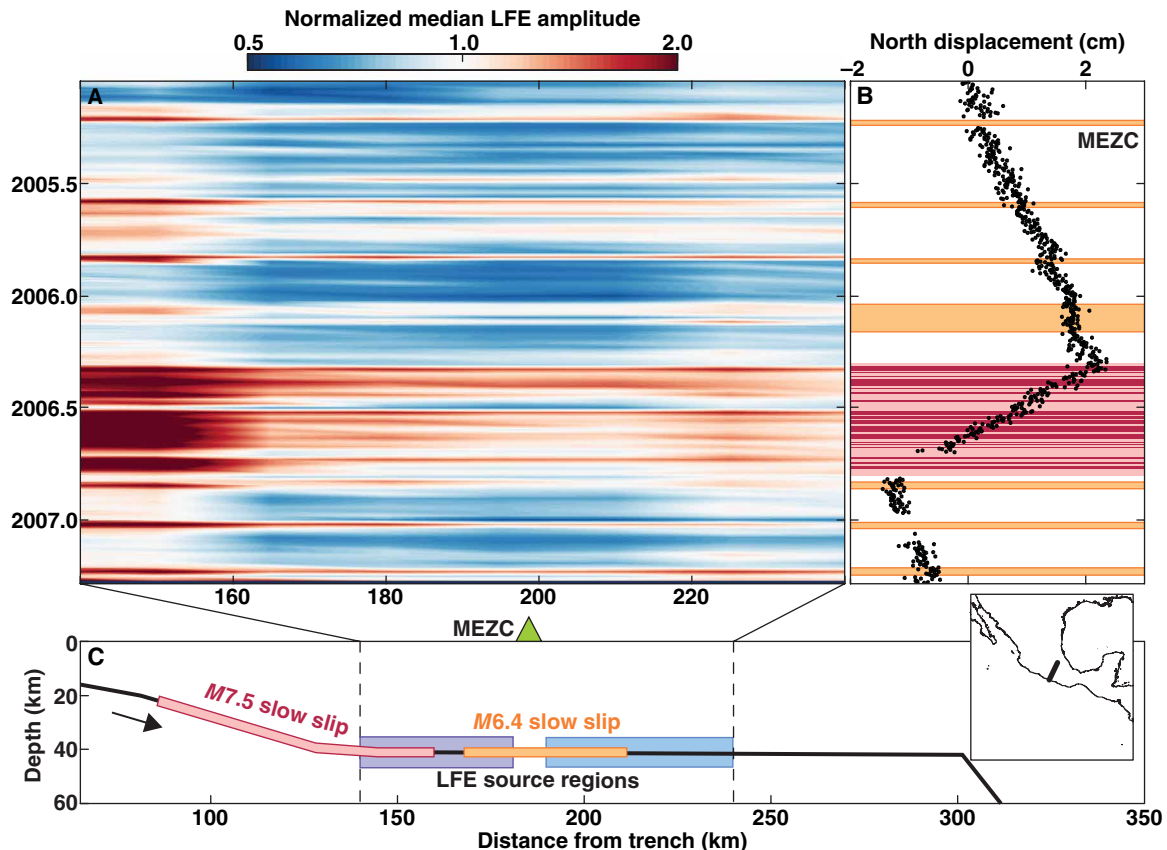 Normalized median LFE amplitude
0.5 1.0 2.0
North displacement (cm)
−2 0 2
A
B
MEZC
2005.5
2006.0
2006.5
2007.0
160 180 200 220
MEZC
C
0
20
40
60
Depth (km)
M7.5 slow slip
M6.4 slow slip
LFE source regions
100 150 200 250 300 350
Distance from trench (km)